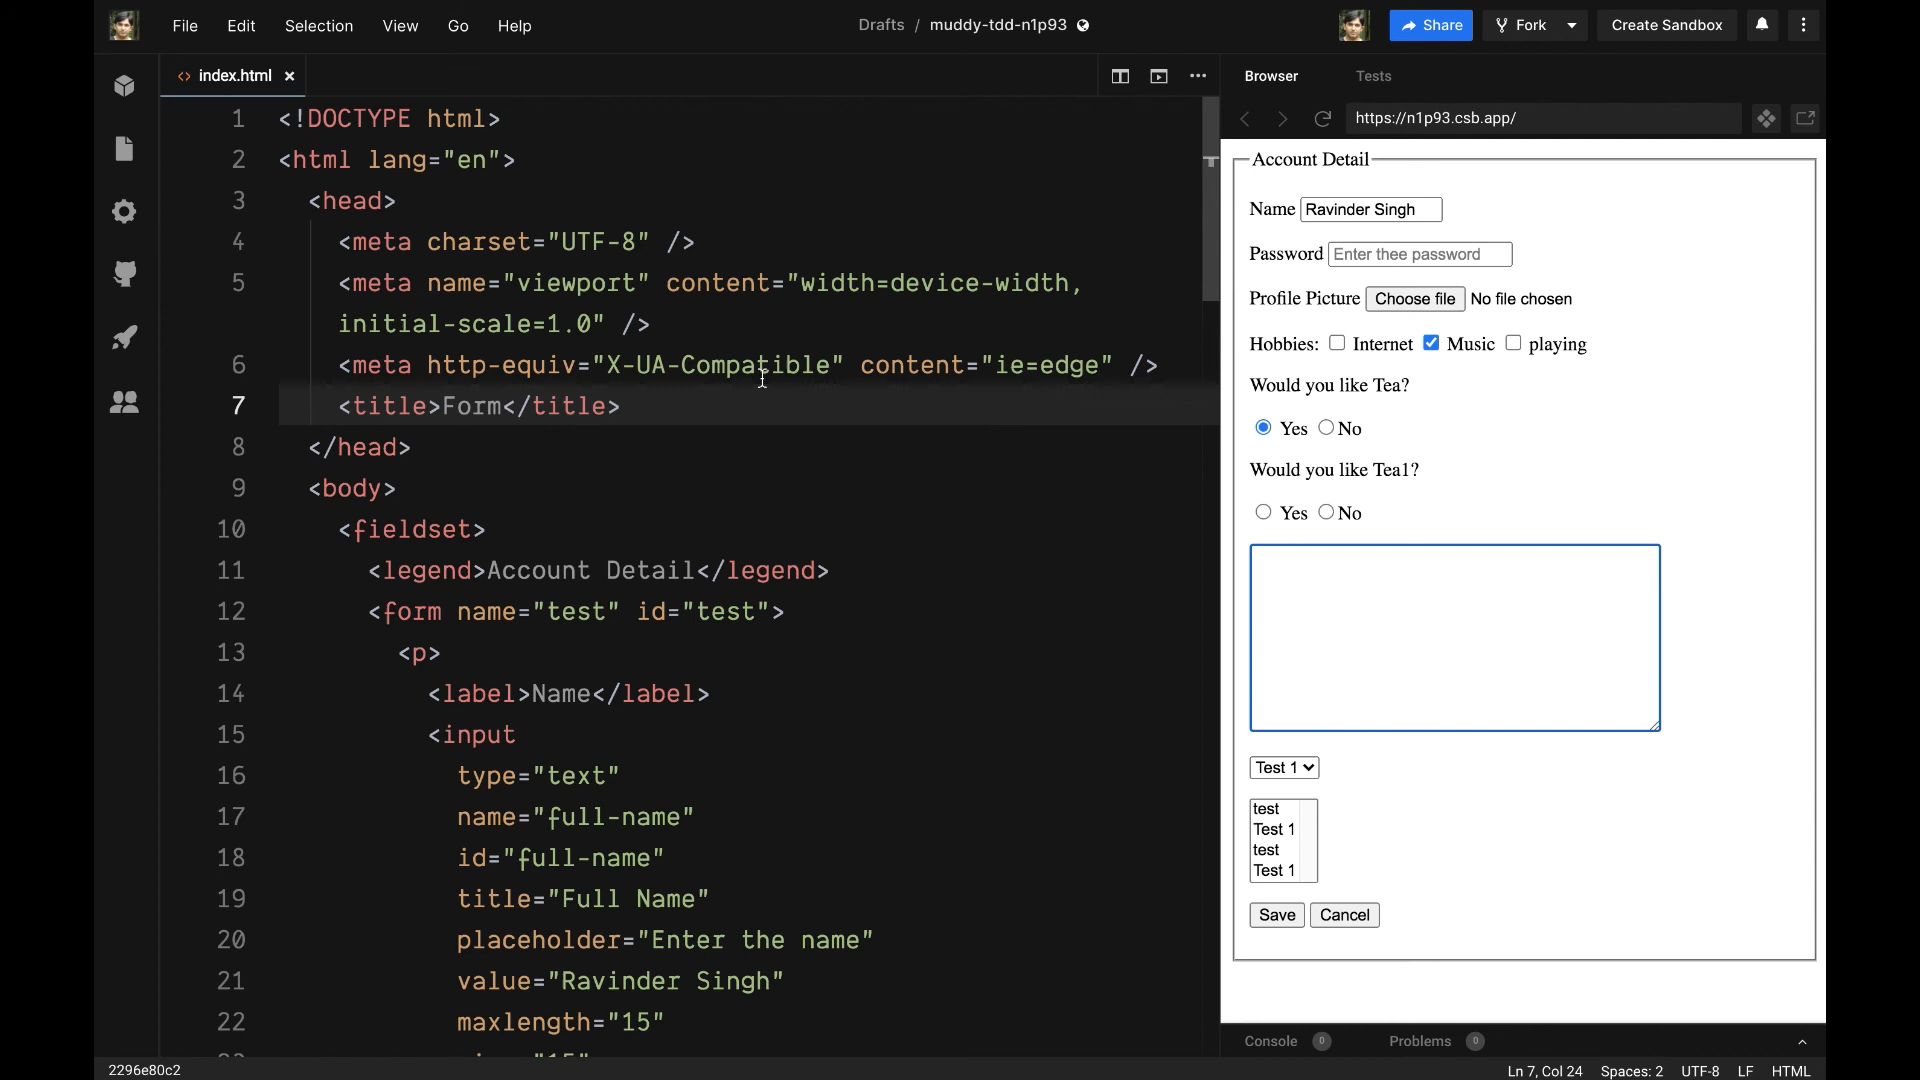 File Edit Selection View Go Help
Drafts / muddy-tdd-n1p93
Share Fork Create Sandbox
<> index.html ×
1 <!DOCTYPE html>
2 <html lang="en">
3 <head>
4 <meta charset="UTF-8" />
5 <meta name="viewport" content="width=device-width,
initial-scale=1.0" />
6 <meta http-equiv="X-UA-Compatible" content="ie=edge" />
7 <title>Form</title>
8 </head>
9 <body>
10 <fieldset>
11 <legend>Account Detail</legend>
12 <form name="test" id="test">
13 <p>
14 <label>Name</label>
15 <input
16 type="text"
17 name="full-name"
18 id="full-name"
19 title="Full Name"
20 placeholder="Enter the name"
21 value="Ravinder Singh"
22 maxlength="15"
Browser Tests
https://n1p93.csb.app/
Account Detail
Name Ravinder Singh
Password Enter thee password
Profile Picture Choose file No file chosen
Hobbies: Internet Music playing
Would you like Tea?
Yes No
Would you like Tea1?
Yes No
Test 1
test
Test 1
test
Test 1
Save Cancel
Console 0 Problems 0
2296e80c2
Ln 7, Col 24 Spaces: 2 UTF-8 LF HTML